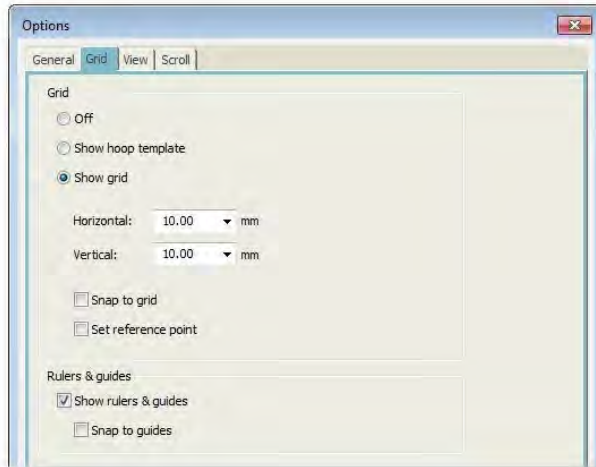 Options
General Grid View Scroll
Grid
Off
Show hoop template
Show grid
Horizontal: 10.00 mm
Vertical: 10.00 mm
Snap to grid
Set reference point
Rulers & guides
Show rulers & guides
Snap to guides